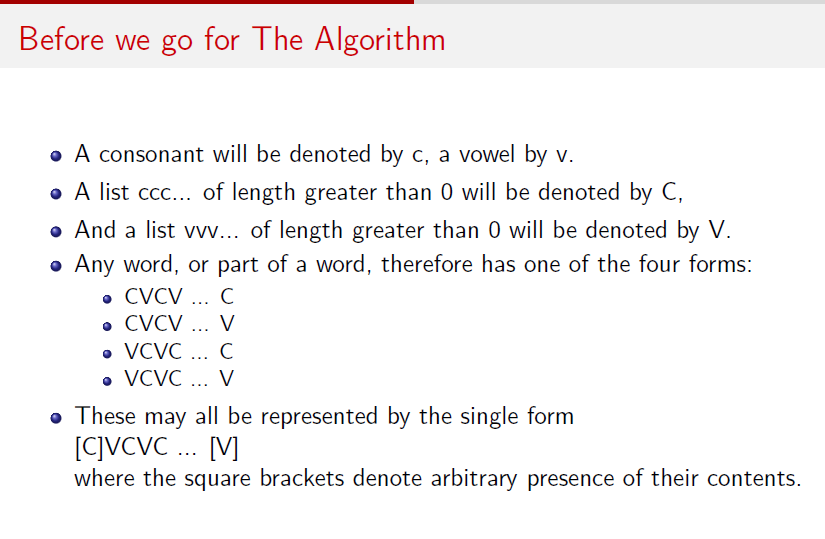 Before we go for The Algorithm
A consonant will be denoted by c, a vowel by v.
A list ccc... of length greater than 0 will be denoted by C,
And a list vvv... of length greater than 0 will be denoted by V.
Any word, or part of a word, therefore has one of the four forms:
CVCV ... C
CVCV ... V
VCVC ... C
VCVC ... V
These may all be represented by the single form
[C]VCVC ... [V]
where the square brackets denote arbitrary presence of their contents.